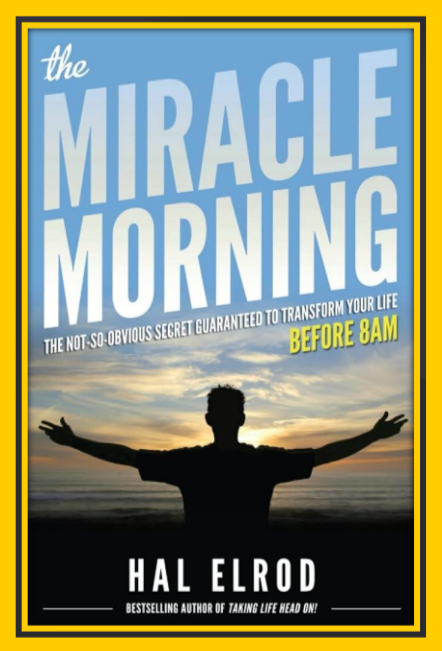 the
MIRACLE
MORNING
THE NOT-SO-OBVIOUS SECRET GUARANTEED TO TRANSFORM YOUR LIFE
BEFORE 8AM
HAL ELROD
BESTSELLING AUTHOR OF TAKING LIFE HEAD ON!